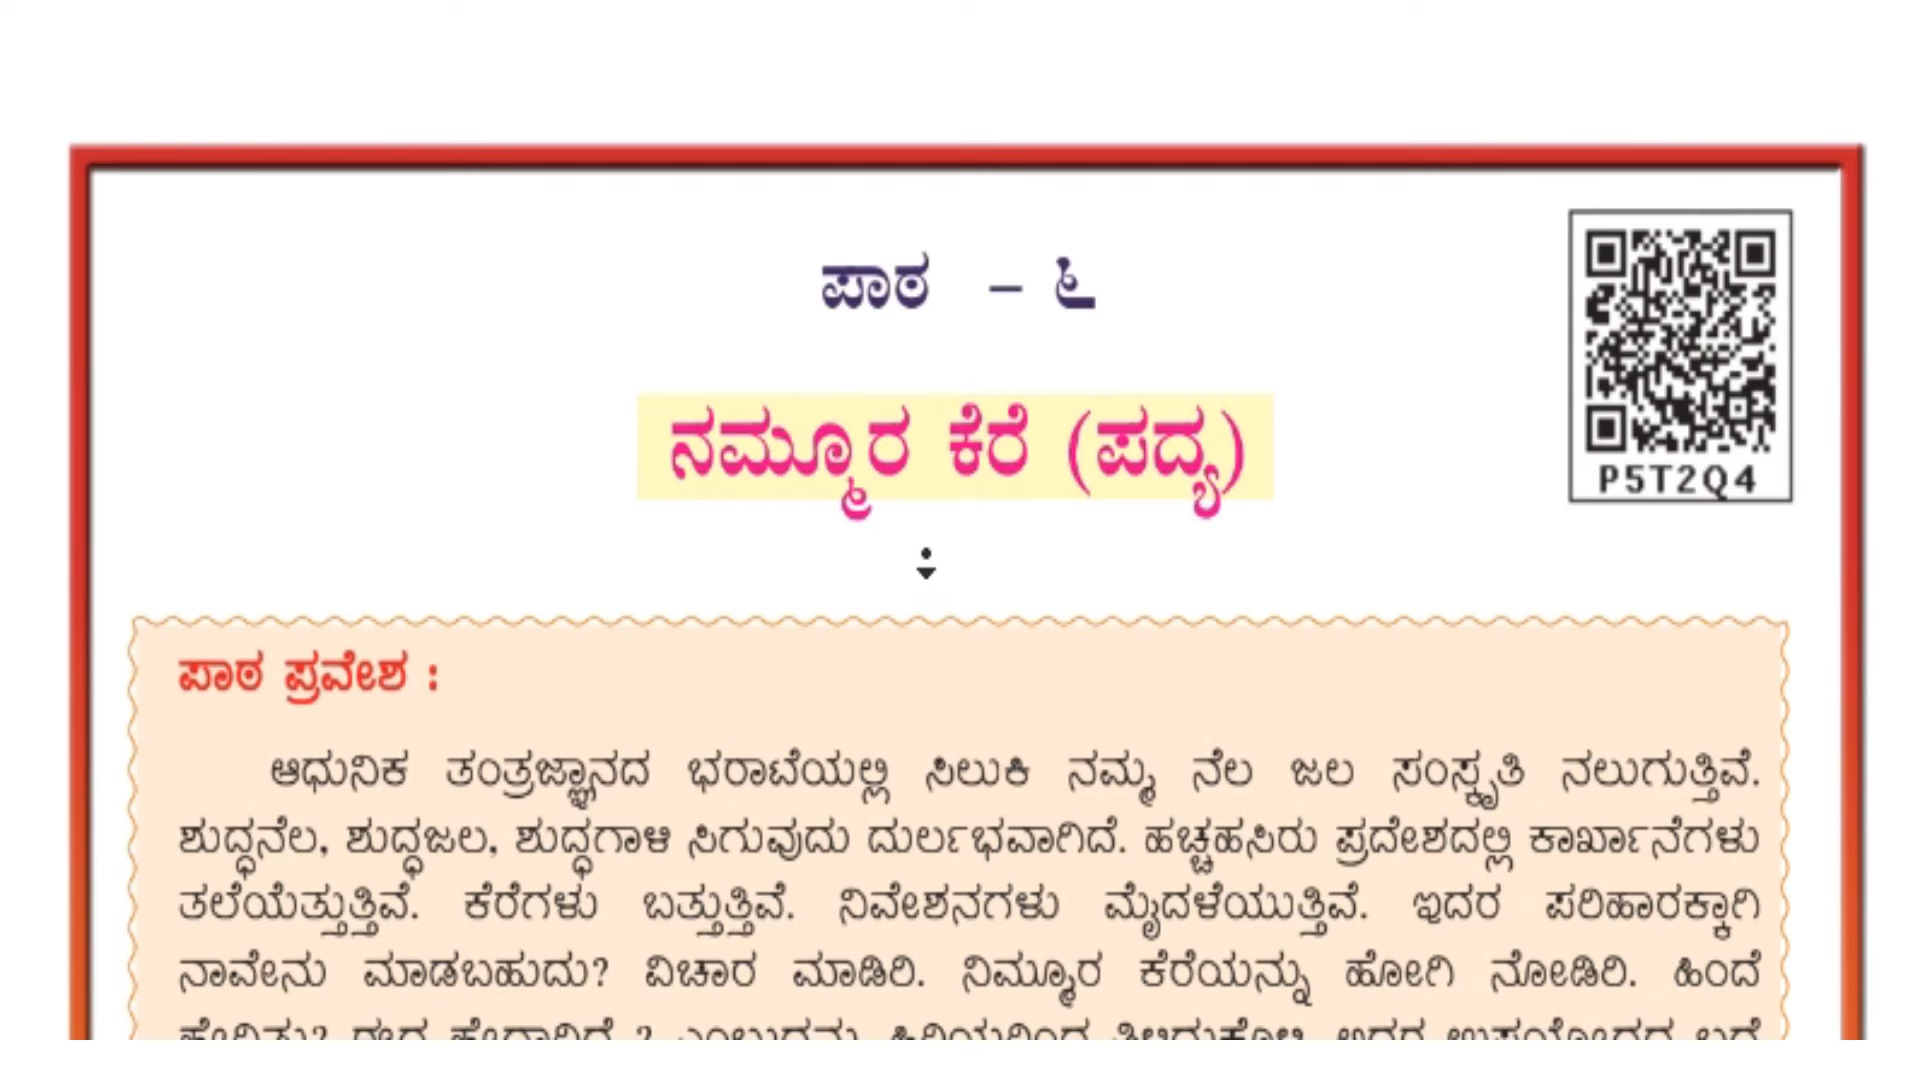 ಪಾಠ – ೬
ನಮ್ಮೂರ ಕೆರೆ (ಪದ್ಯ)
P5T2Q4
ಪಾಠ ಪ್ರವೇಶ :
ಆಧುನಿಕ ತಂತ್ರಜ್ಞಾನದ ಭರಾಟೆಯಲ್ಲಿ ಸಿಲುಕಿ ನಮ್ಮ ನೆಲ ಜಲ ಸಂಸ್ಕೃತಿ ನಲುಗುತ್ತಿವೆ.
ಶುದ್ಧನೆಲ, ಶುದ್ಧಜಲ, ಶುದ್ಧಗಾಳಿ ಸಿಗುವುದು ದುರ್ಲಭವಾಗಿದೆ. ಹಚ್ಚಹಸಿರು ಪ್ರದೇಶದಲ್ಲಿ ಕಾರ್ಖಾನೆಗಳು
ತಲೆಯೆತ್ತುತ್ತಿವೆ. ಕೆರೆಗಳು ಬತ್ತುತ್ತಿವೆ. ನಿವೇಶನಗಳು ಮೈದಳೆಯುತ್ತಿವೆ. ಇದರ ಪರಿಹಾರಕ್ಕಾಗಿ
ನಾವೇನು ಮಾಡಬಹುದು? ವಿಚಾರ ಮಾಡಿರಿ. ನಿಮ್ಮೂರ ಕೆರೆಯನ್ನು ಹೋಗಿ ನೋಡಿರಿ. ಹಿಂದೆ